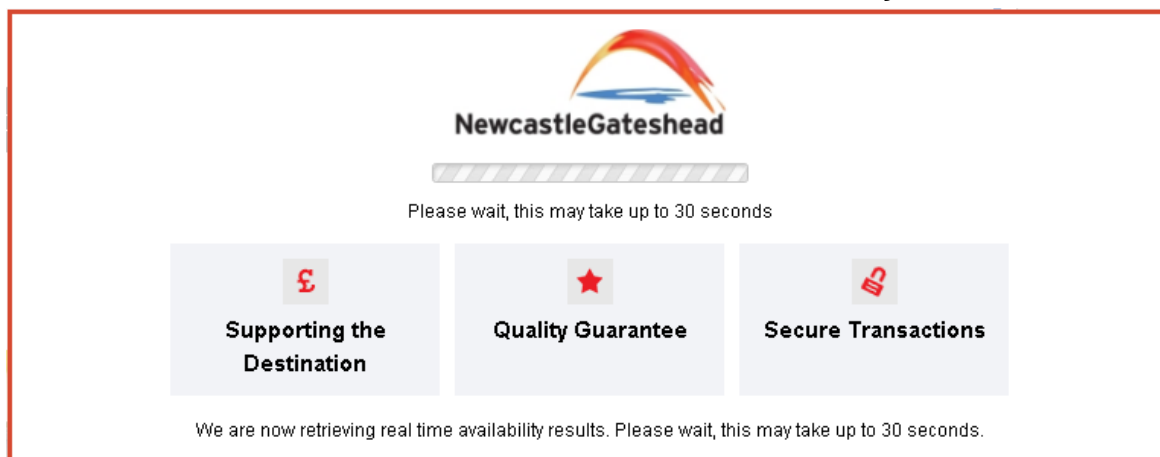 NewcastleGateshead
Please wait, this may take up to 30 seconds
£
Supporting the
Destination
Quality Guarantee
Secure Transactions
We are now retrieving real time availability results. Please wait, this may take up to 30 seconds.